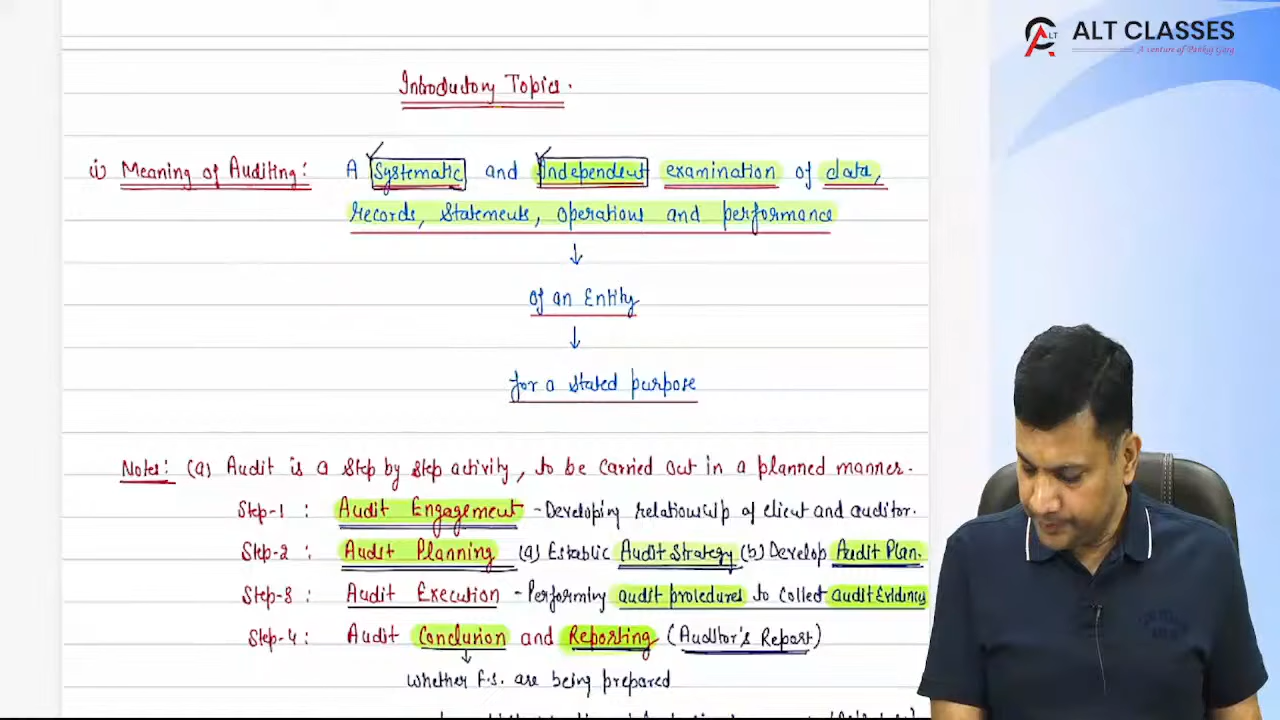 ALT CLASSES
A venture of Pankaj Garg
Introductory Topics.
i) Meaning of Auditing: A Systematic and Independent examination of data,
records, statements, operations and performance
↓
of an Entity
↓
for a stated purpose
Notes: (a) Audit is a step by step activity, to be carried out in a planned manner.
Step-1 : Audit Engagement - Developing relationship of client and auditor.
Step-2 : Audit Planning (a) Establic Audit Strategy (b) Develop Audit Plan.
Step-3 : Audit Execution - Performing audit procedures to collect audit Evidency
Step-4 : Audit Conclusion and Reporting (Auditor's Report)
↓
whether F.S. are being prepared